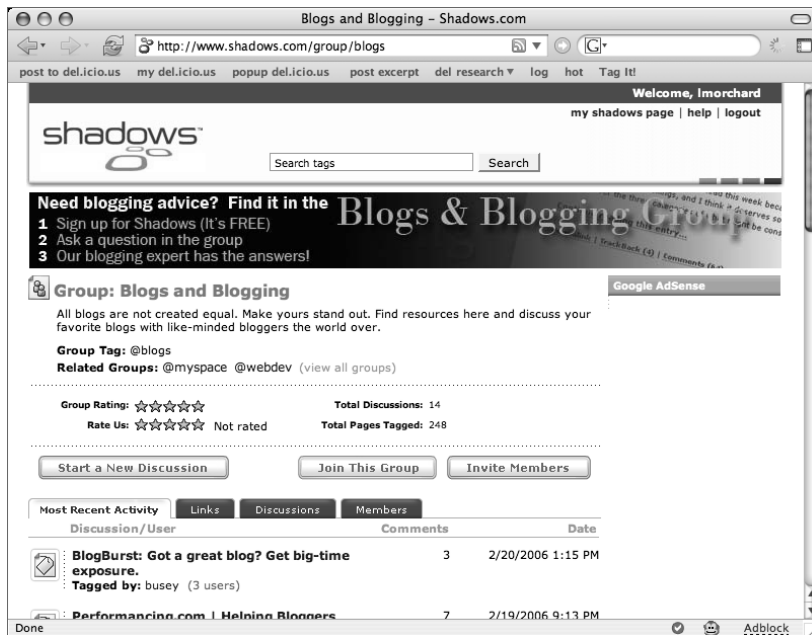 Blogs and Blogging – Shadows.com
http://www.shadows.com/group/blogs
G
post to del.icio.us my del.icio.us popup del.icio.us post excerpt del research log hot Tag It!
Welcome, lmorchard
my shadows page | help | logout
shadows
Search tags Search
Need blogging advice? Find it in the
1 Sign up for Shadows (It's FREE)
2 Ask a question in the group
3 Our blogging expert has the answers!
Blogs & Blogging Group
this entry...
TrackBack (4) | Comments
Group: Blogs and Blogging
Google AdSense
All blogs are not created equal. Make yours stand out. Find resources here and discuss your
favorite blogs with like-minded bloggers the world over.
Group Tag: @blogs
Related Groups: @myspace @webdev (view all groups)
Group Rating: Total Discussions: 14
Rate Us: Not rated Total Pages Tagged: 248
Start a New Discussion Join This Group Invite Members
Most Recent Activity Links Discussions Members
Discussion/User Comments Date
BlogBurst: Got a great blog? Get big-time 3 2/20/2006 1:15 PM
exposure.
Tagged by: busey (3 users)
Performancing.com | Helping Bloggers 7 2/19/2006 9:13 PM
Done Adblock